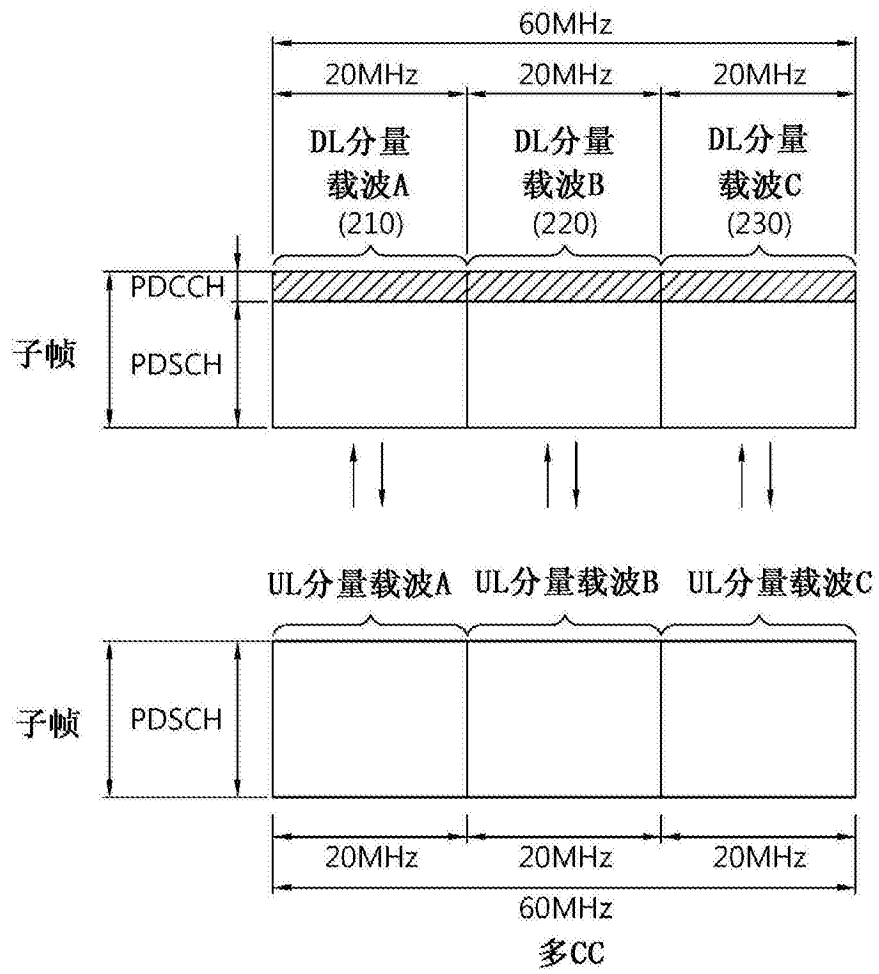 60MHz
20MHz 20MHz 20MHz
DL分量 DL分量 DL分量
载波A 载波B 载波C
(210) (220) (230)
PDCCH
子帧
PDSCH
UL分量载波A UL分量载波B UL分量载波C
子帧 PDSCH
20MHz 20MHz 20MHz
60MHz
多CC